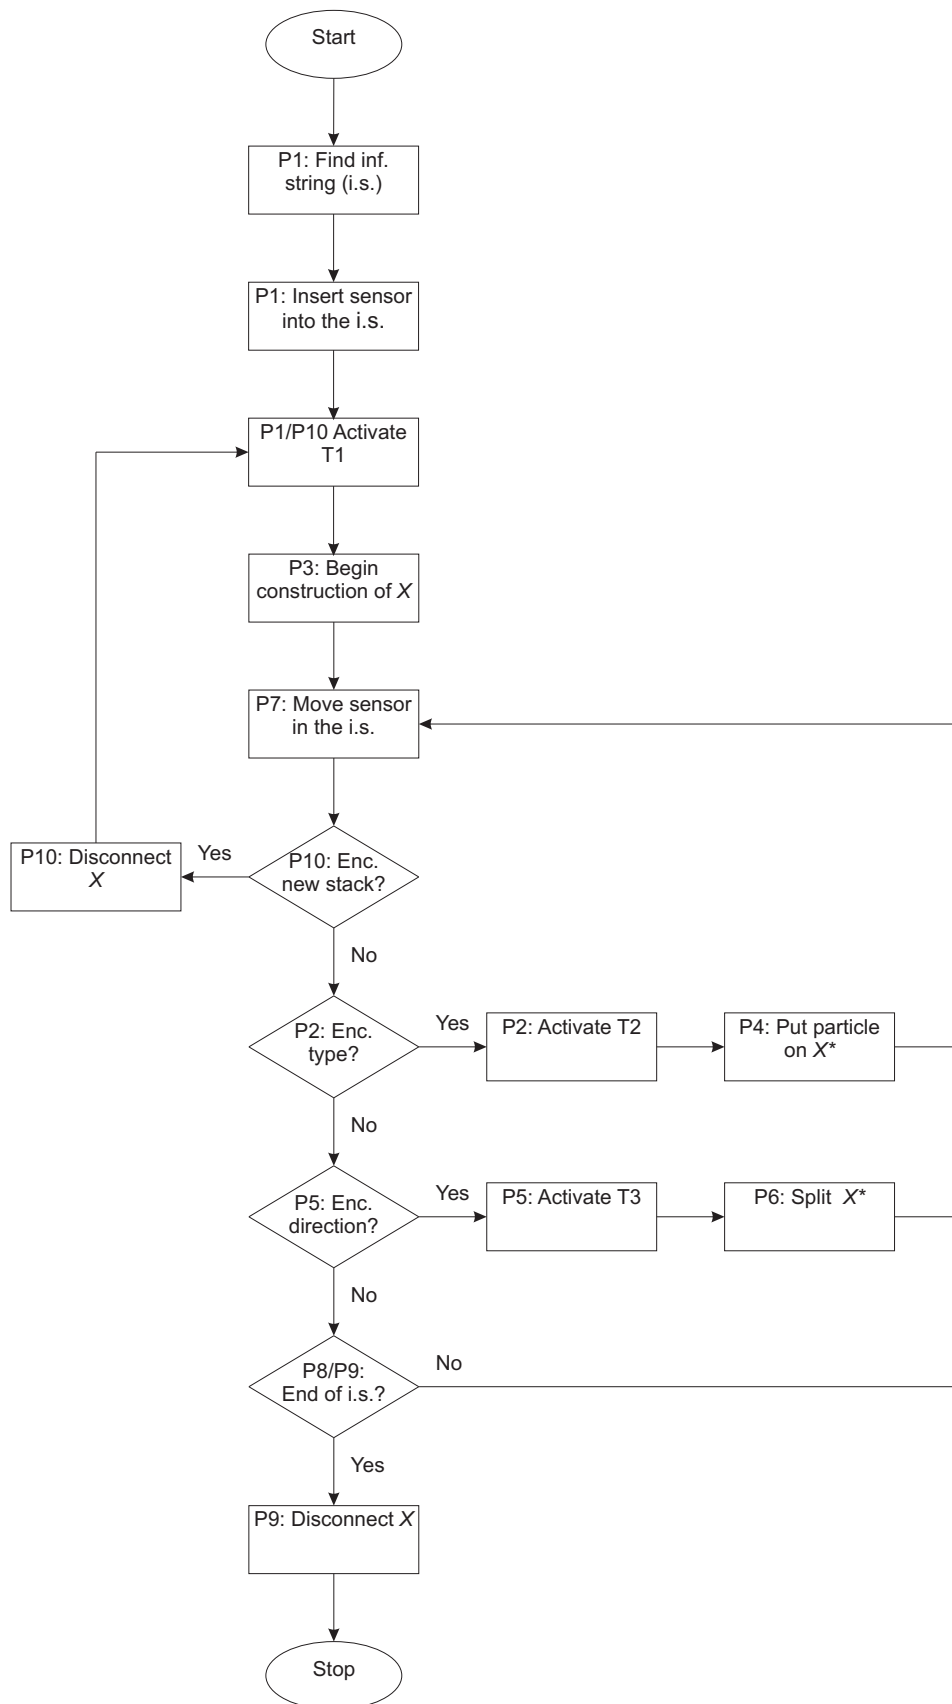 Start
P1: Find inf.
string (i.s.)
P1: Insert sensor
into the i.s.
P1/P10 Activate
T1
P3: Begin
construction of X
P7: Move sensor
in the i.s.
P10: Disconnect
X
Yes
P10: Enc.
new stack?
No
P2: Enc.
type?
Yes
P2: Activate T2
P4: Put particle
on X*
No
P5: Enc.
direction?
Yes
P5: Activate T3
P6: Split X*
No
P8/P9:
End of i.s.?
No
Yes
P9: Disconnect X
Stop